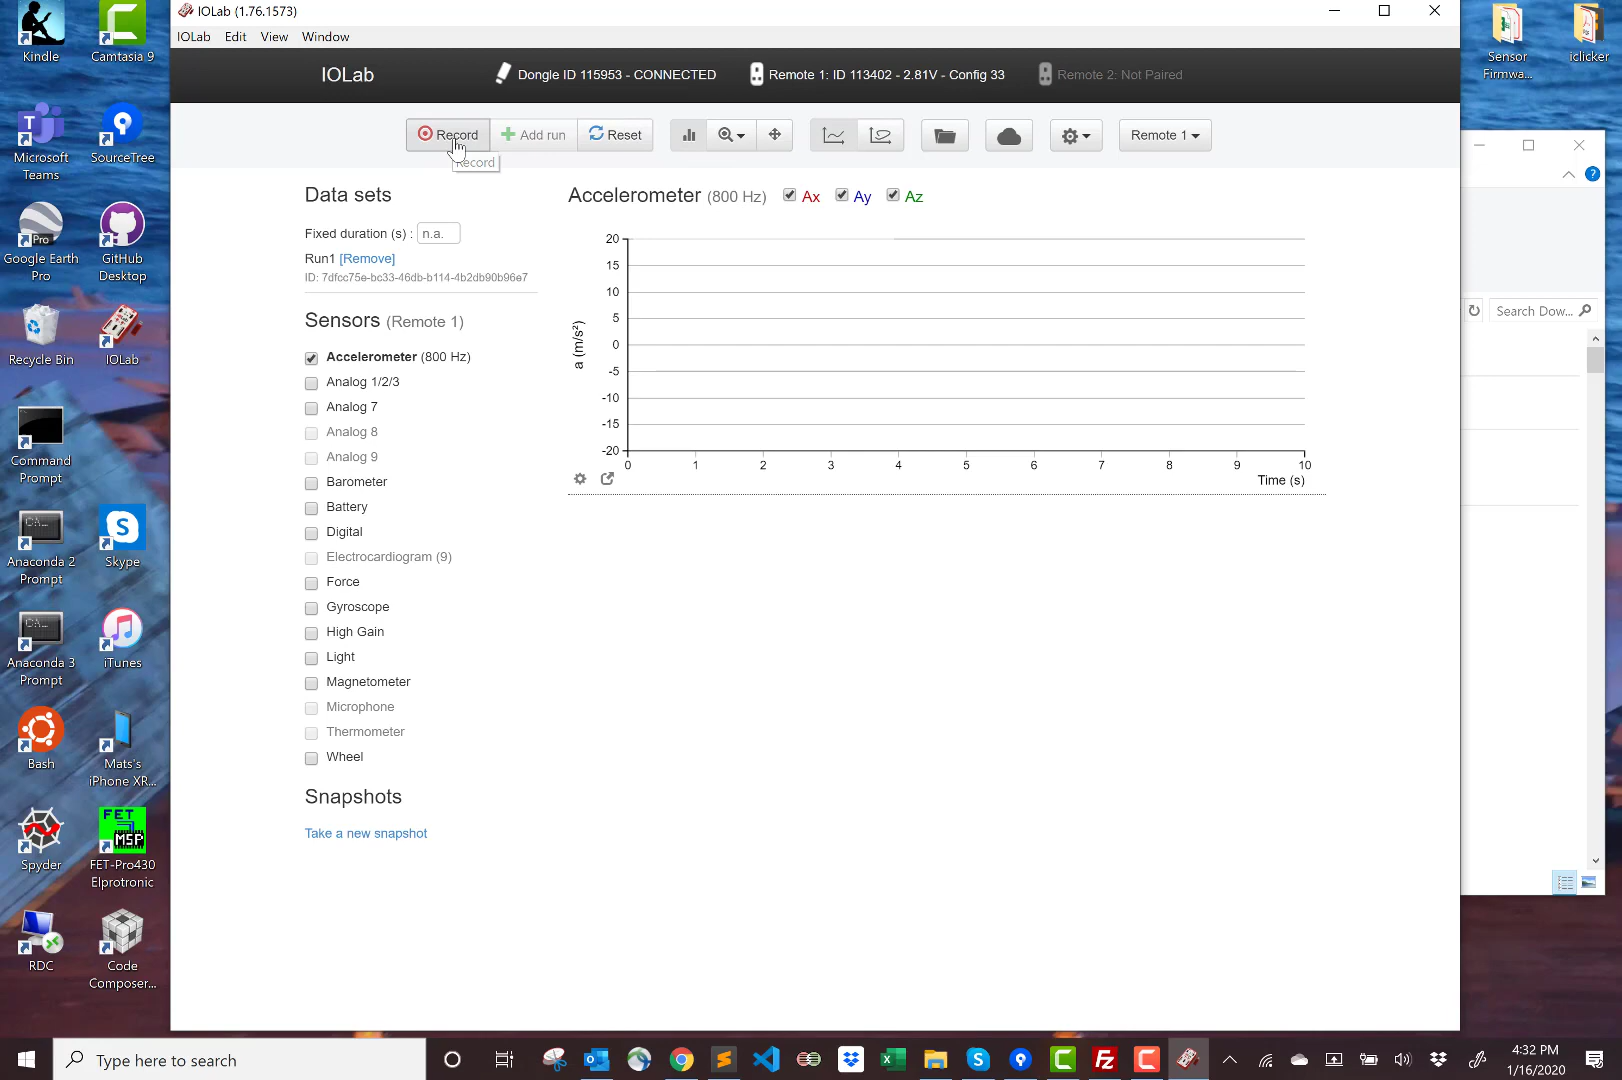 IOLab (1.76.1573)
IOLab Edit View Window
IOLab
Dongle ID 115953 - CONNECTED
Remote 1: ID 113402 - 2.81V - Config 33
Remote 2: Not Paired
Record
Add run
Reset
Remote 1
Record
Data sets
Fixed duration (s) : n.a.
Run1 [Remove]
ID: 7dfcc75e-bc33-46db-b114-4b2db90b96e7
Sensors (Remote 1)
Accelerometer (800 Hz)
Analog 1/2/3
Analog 7
Analog 8
Analog 9
Barometer
Battery
Digital
Electrocardiogram (9)
Force
Gyroscope
High Gain
Light
Magnetometer
Microphone
Thermometer
Wheel
Snapshots
Take a new snapshot
Accelerometer (800 Hz) Ax Ay Az
20
15
10
5
0
-5
-10
-15
-20
a (m/s²)
0 1 2 3 4 5 6 7 8 9 10
Time (s)
Kindle
Camtasia 9
Microsoft
Teams
SourceTree
Pro
Google Earth
Pro
GitHub
Desktop
Recycle Bin
IOLab
Command
Prompt
Anaconda 2
Prompt
Skype
Anaconda 3
Prompt
iTunes
Bash
Mats's
iPhone XR...
Spyder
FET
MSP
FET-Pro430
Elprotronic
RDC
Code
Composer...
Sensor
Firmwa...
iclicker
Search Dow...
Type here to search
4:32 PM
1/16/2020